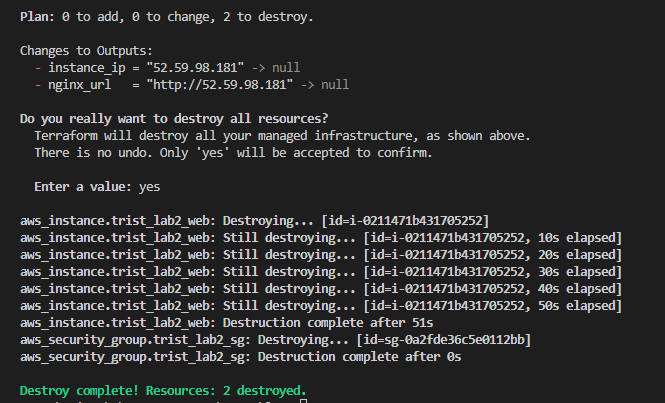 Plan: 0 to add, 0 to change, 2 to destroy.
Changes to Outputs:
- instance_ip = "52.59.98.181" -> null
- nginx_url   = "http://52.59.98.181" -> null
Do you really want to destroy all resources?
Terraform will destroy all your managed infrastructure, as shown above.
There is no undo. Only 'yes' will be accepted to confirm.
Enter a value: yes
aws_instance.trist_lab2_web: Destroying... [id=i-0211471b431705252]
aws_instance.trist_lab2_web: Still destroying... [id=i-0211471b431705252, 10s elapsed]
aws_instance.trist_lab2_web: Still destroying... [id=i-0211471b431705252, 20s elapsed]
aws_instance.trist_lab2_web: Still destroying... [id=i-0211471b431705252, 30s elapsed]
aws_instance.trist_lab2_web: Still destroying... [id=i-0211471b431705252, 40s elapsed]
aws_instance.trist_lab2_web: Still destroying... [id=i-0211471b431705252, 50s elapsed]
aws_instance.trist_lab2_web: Destruction complete after 51s
aws_security_group.trist_lab2_sg: Destroying... [id=sg-0a2fde36c5e0112bb]
aws_security_group.trist_lab2_sg: Destruction complete after 0s
Destroy complete! Resources: 2 destroyed.